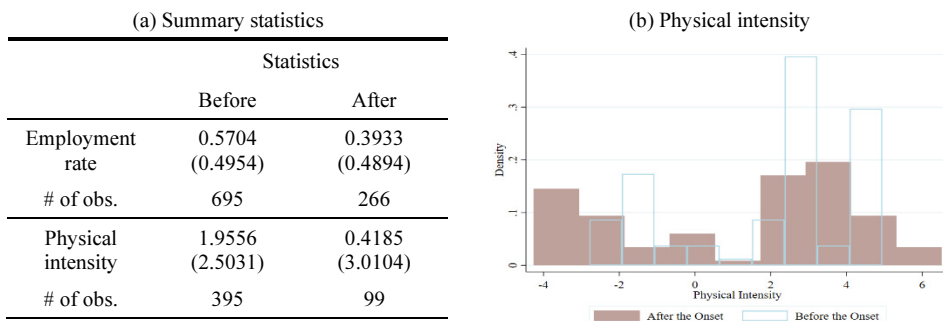 (a) Summary statistics
Statistics
Before After
Employment rate 0.5704 (0.4954) 0.3933 (0.4894)
# of obs. 695 266
Physical intensity 1.9556 (2.5031) 0.4185 (3.0104)
# of obs. 395 99
(b) Physical intensity
.4
.3
.2
.1
0
Density
-4 -2 0 2 4 6
Physical Intensity
After the Onset Before the Onset